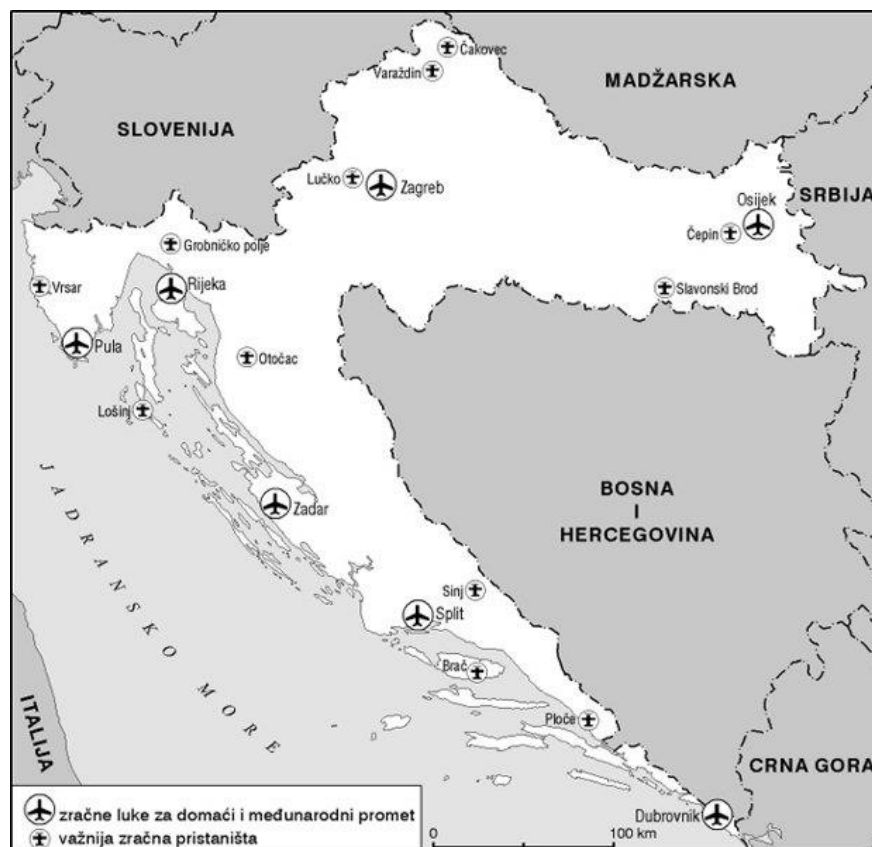 Čakovec
Varaždin
MADŽARSKA
SLOVENIJA
Lučko
Zagreb
Osijek
SRBIJA
Čepin
Grobničko polje
Vrsar
Rijeka
Slavonski Brod
Pula
Otočac
Lošinj
Zadar
BOSNA
I
HERCEGOVINA
JADRANSKO MORE
Sinj
Split
Brač
Ploče
ITALIJA
CRNA GORA
Dubrovnik
zračne luke za domaći i međunarodni promet
važnija zračna pristaništa
0 100 km